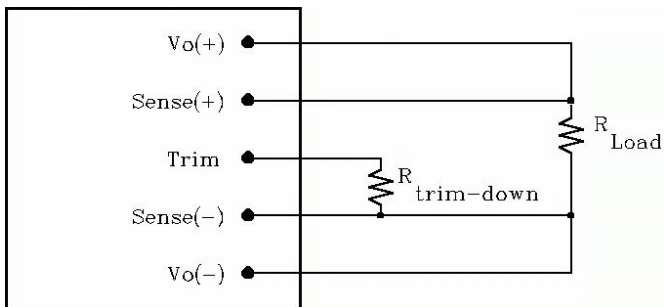 Vo(+)
Sense(+)
R
Load
Trim
R
trim-down
Sense(-)
Vo(-)